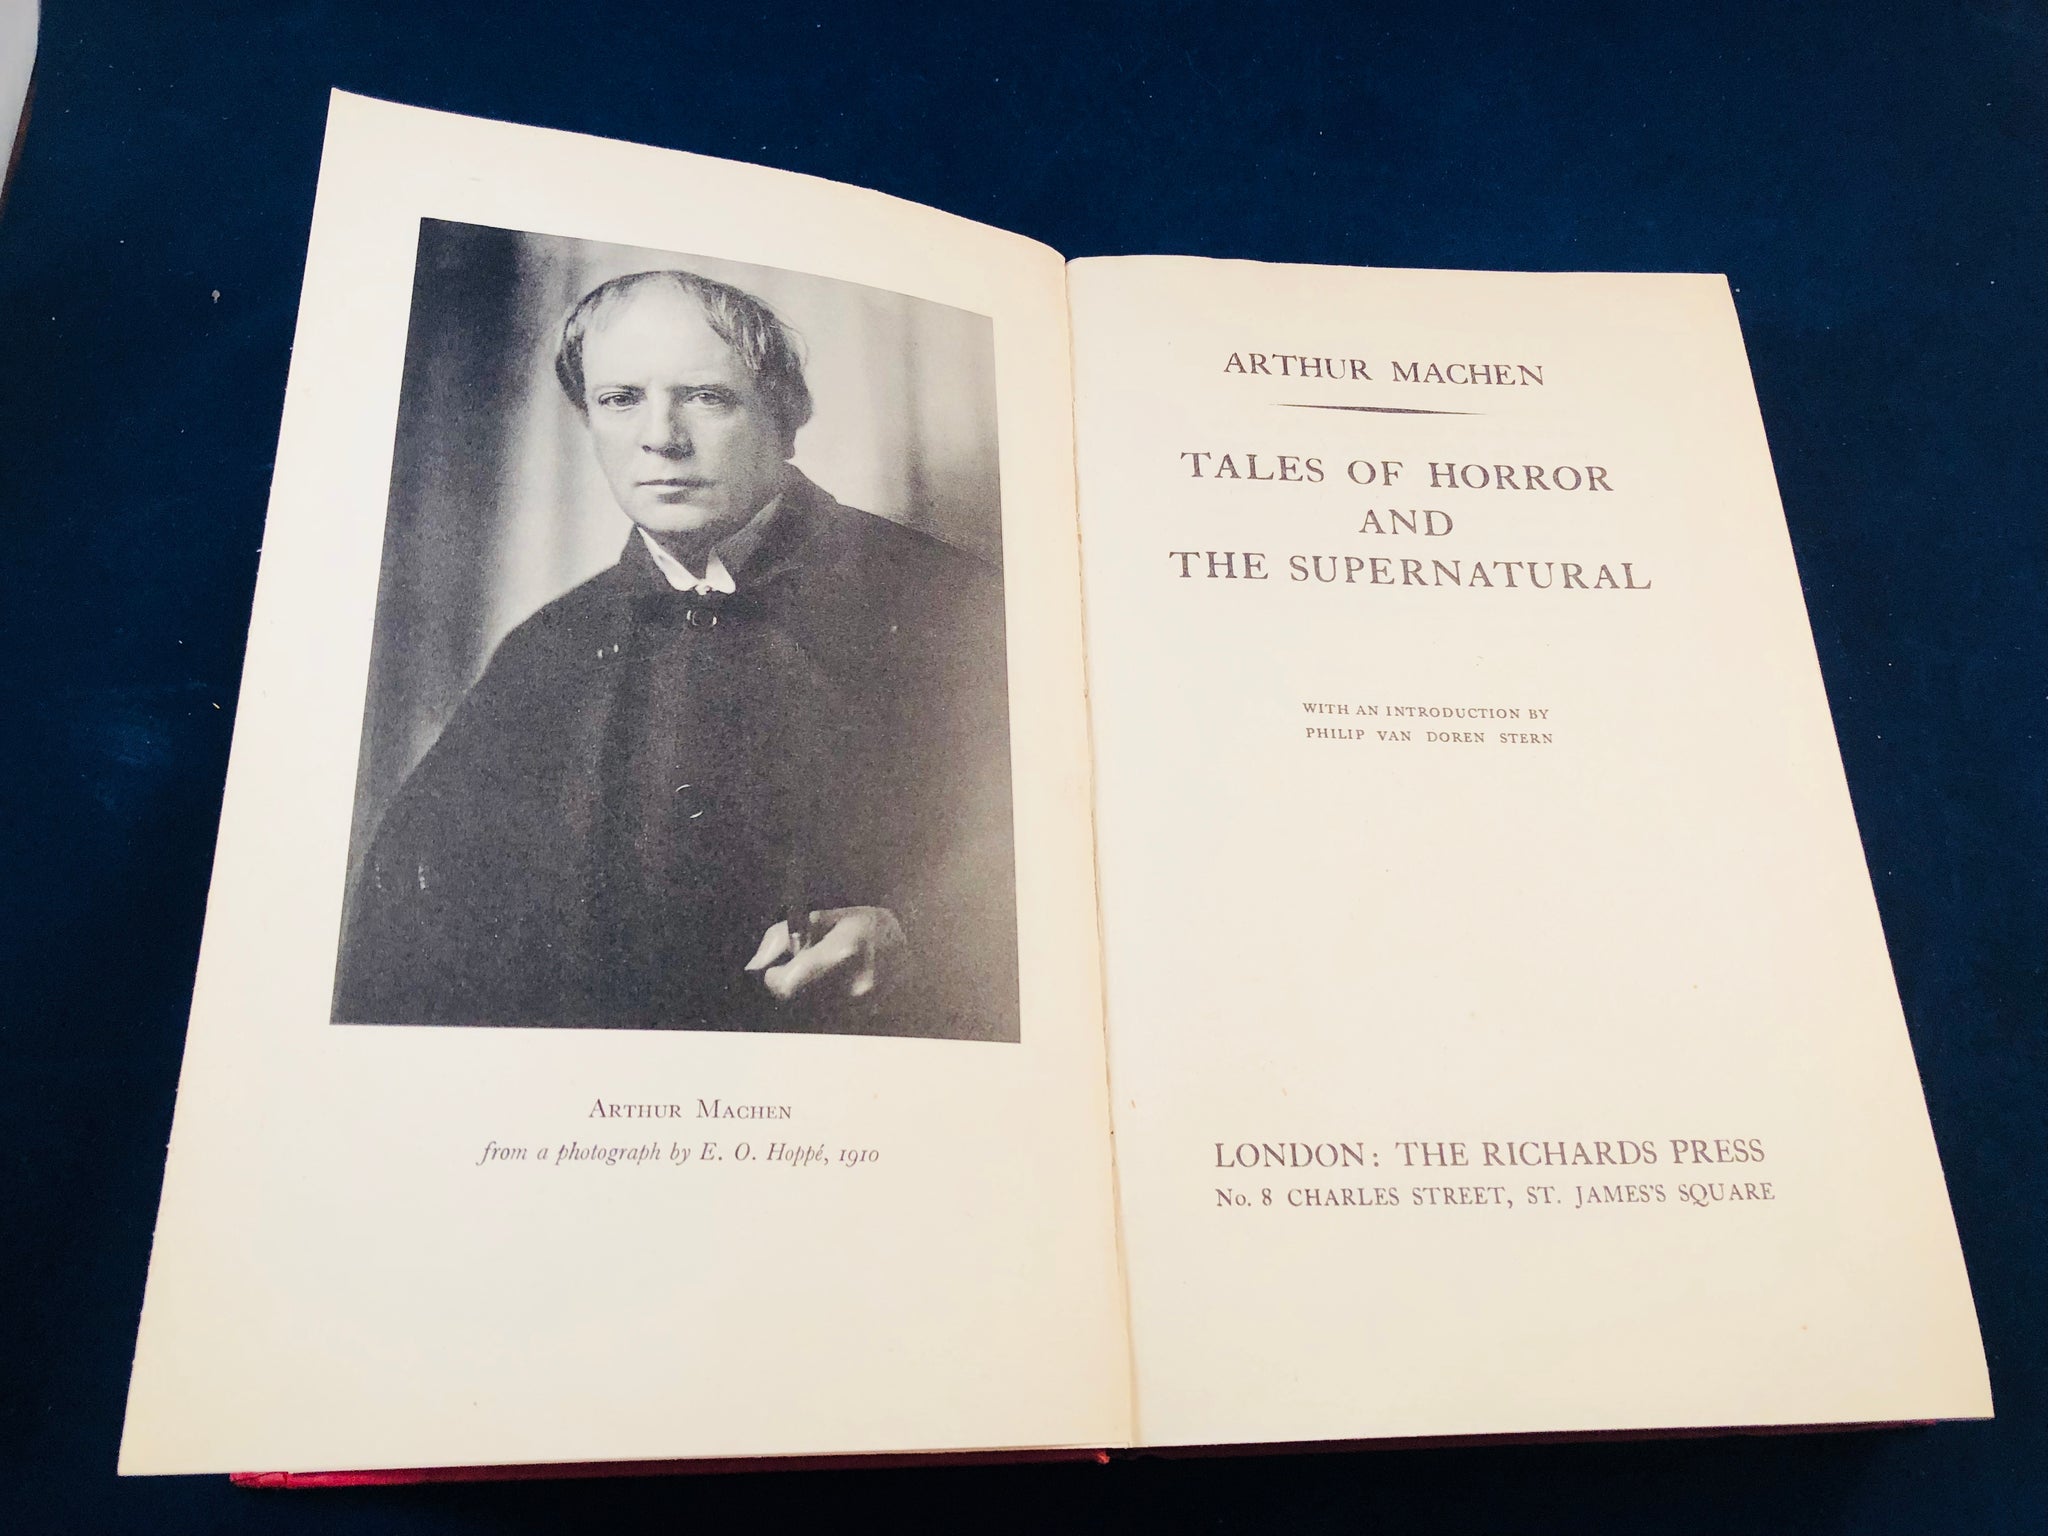 ARTHUR MACHEN
from a photograph by E. O. Hoppé, 1910
ARTHUR MACHEN
TALES OF HORROR
AND
THE SUPERNATURAL
WITH AN INTRODUCTION BY
PHILIP VAN DOREN STERN
LONDON: THE RICHARDS PRESS
No. 8 CHARLES STREET, ST. JAMES'S SQUARE